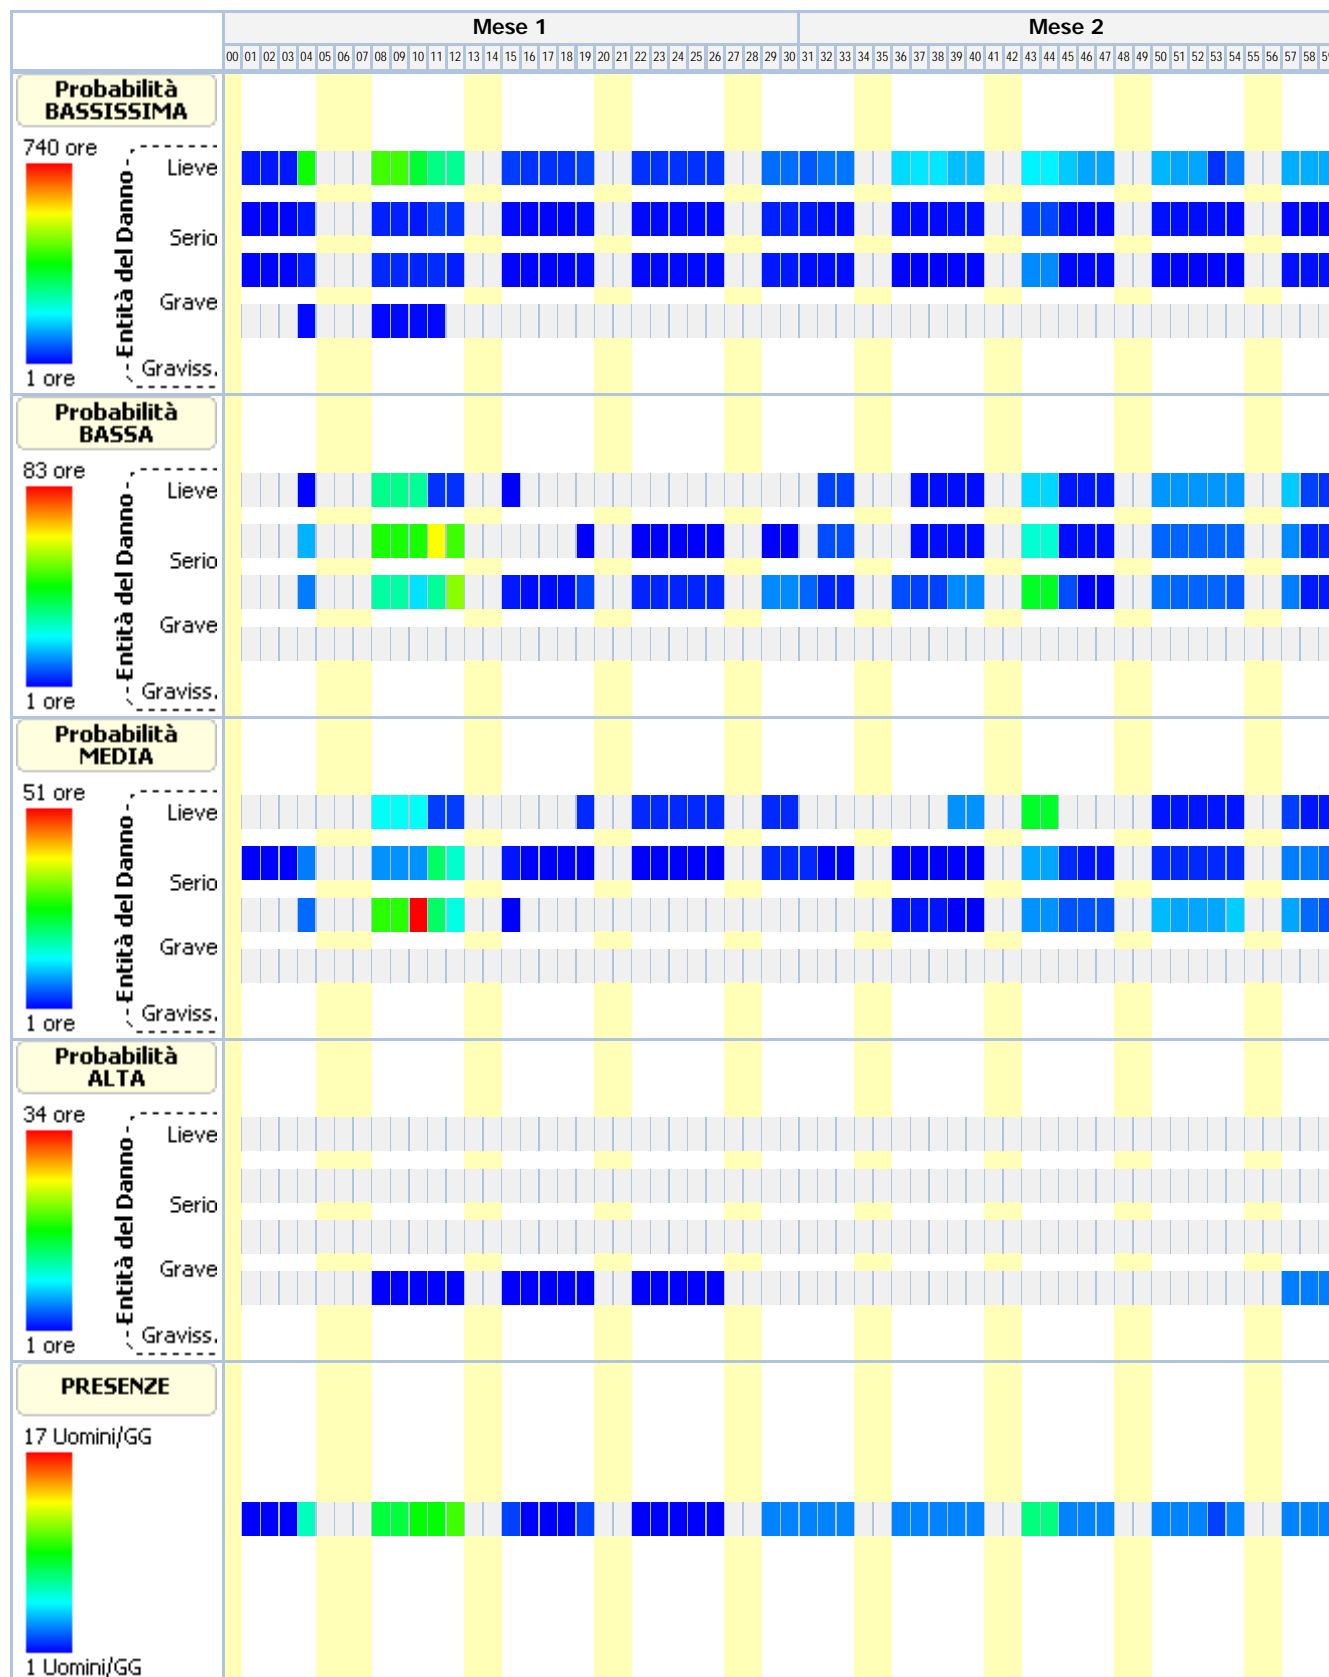 Mese 1 Mese 2
00 01 02 03 04 05 06 07 08 09 10 11 12 13 14 15 16 17 18 19 20 21 22 23 24 25 26 27 28 29 30 31 32 33 34 35 36 37 38 39 40 41 42 43 44 45 46 47 48 49 50 51 52 53 54 55 56 57 58
Probabilità
BASSISSIMA
740 ore
Entità del Danno
Lieve
Serio
Grave
Graviss.
1 ore
Probabilità
BASSA
83 ore
Entità del Danno
Lieve
Serio
Grave
Graviss.
1 ore
Probabilità
MEDIA
51 ore
Entità del Danno
Lieve
Serio
Grave
Graviss.
1 ore
Probabilità
ALTA
34 ore
Entità del Danno
Lieve
Serio
Grave
Graviss.
1 ore
PRESENZE
17 Uomini/GG
1 Uomini/GG